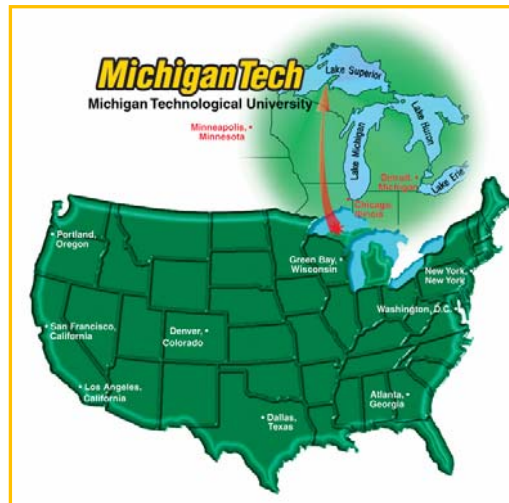 MichiganTech
Michigan Technological University
Lake Superior
Minneapolis,
Minnesota
Lake Michigan
Lake Huron
Detroit,
Michigan
Lake Erie
Chicago,
Illinois
Portland,
Oregon
Green Bay,
Wisconsin
New York,
New York
Washington, D.C.
San Francisco,
California
Denver,
Colorado
Los Angeles,
California
Atlanta,
Georgia
Dallas,
Texas